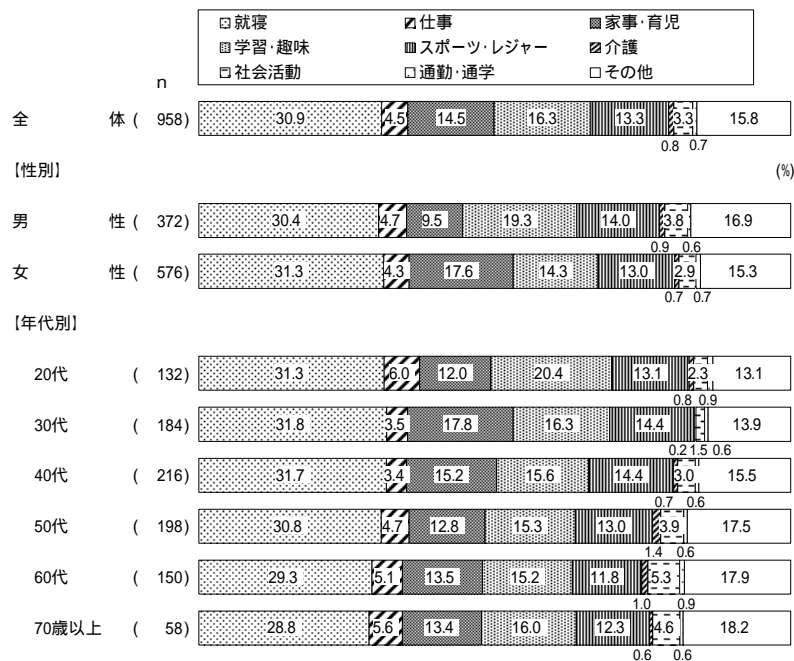 就寝 仕事 家事・育児
学習・趣味 スポーツ・レジャー 介護
社会活動 通勤・通学 その他
n
全体 ( 958) 30.9 4.5 14.5 16.3 13.3 3.3 15.8
0.8 0.7
【性別】 (%)
男性 ( 372) 30.4 4.7 9.5 19.3 14.0 3.8 16.9
0.9 0.6
女性 ( 576) 31.3 4.3 17.6 14.3 13.0 2.9 15.3
0.7 0.7
【年代別】
20代 ( 132) 31.3 6.0 12.0 20.4 13.1 2.3 13.1
0.8 0.9
30代 ( 184) 31.8 3.5 17.8 16.3 14.4 13.9
0.2 1.5 0.6
40代 ( 216) 31.7 3.4 15.2 15.6 14.4 3.0 15.5
0.7 0.6
50代 ( 198) 30.8 4.7 12.8 15.3 13.0 3.9 17.5
1.4 0.6
60代 ( 150) 29.3 5.1 13.5 15.2 11.8 5.3 17.9
1.0 0.9
70歳以上 ( 58) 28.8 5.6 13.4 16.0 12.3 4.6 18.2
0.6 0.6